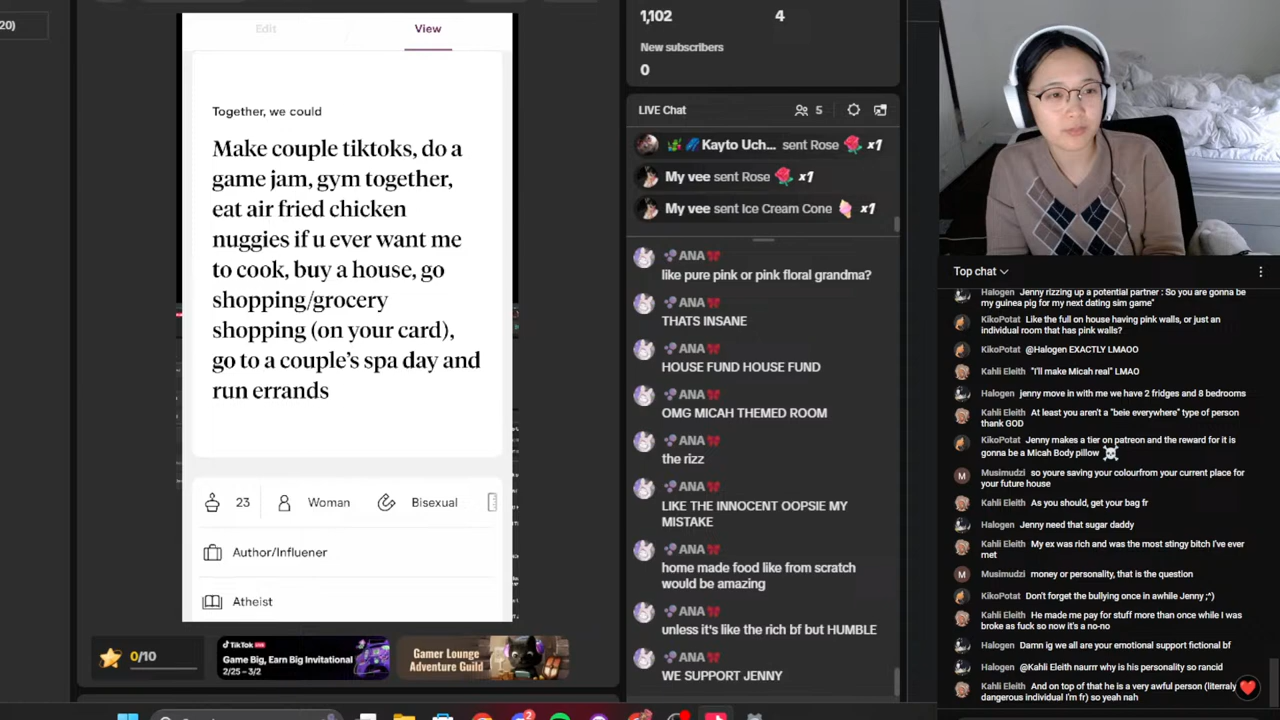 20)
Edit
View
Together, we could
Make couple tiktoks, do a
game jam, gym together,
eat air fried chicken
nuggies if u ever want me
to cook, buy a house, go
shopping/grocery
shopping (on your card),
go to a couple's spa day and
run errands
23
Woman
Bisexual
Author/Influener
Atheist
0/10
TikTok LIVE
Game Big, Earn Big Invitational
2/25 – 3/2
Gamer Lounge
Adventure Guild
1,102
4
New subscribers
0
LIVE Chat
5
Kayto Uch... sent Rose x1
My vee sent Rose x1
My vee sent Ice Cream Cone x1
ANA
like pure pink or pink floral grandma?
ANA
THATS INSANE
ANA
HOUSE FUND HOUSE FUND
ANA
OMG MICAH THEMED ROOM
ANA
the rizz
ANA
LIKE THE INNOCENT OOPSIE MY
MISTAKE
ANA
home made food like from scratch
would be amazing
ANA
unless it's like the rich bf but HUMBLE
ANA
WE SUPPORT JENNY
Top chat
Halogen Jenny rizzing up a potential partner : So you are gonna be
my guinea pig for my next dating sim game"
KikoPotat Like the full on house having pink walls, or just an
individual room that has pink walls?
KikoPotat @Halogen EXACTLY LMAOO
Kahli Eleith "I'll make Micah real" LMAO
Halogen jenny move in with me we have 2 fridges and 8 bedrooms
Kahli Eleith At least you aren't a "beie everywhere" type of person
thank GOD
KikoPotat Jenny makes a tier on patreon and the reward for it is
gonna be a Micah Body pillow
M
Musimudzi so youre saving your colourfrom your current place for
your future house
Kahli Eleith As you should, get your bag fr
Halogen Jenny need that sugar daddy
Kahli Eleith My ex was rich and was the most stingy bitch I've ever
met
M
Musimudzi money or personality, that is the question
KikoPotat Don't forget the bullying once in awhile Jenny ;^)
Kahli Eleith He made me pay for stuff more than once while I was
broke as fuck so now it's a no-no
Halogen Damn ig we all are your emotional support fictional bf
Halogen @Kahli Eleith naurrr why is his personality so rancid
Kahli Eleith And on top of that he is a very awful person (literraly
dangerous individual I'm fr) so yeah nah